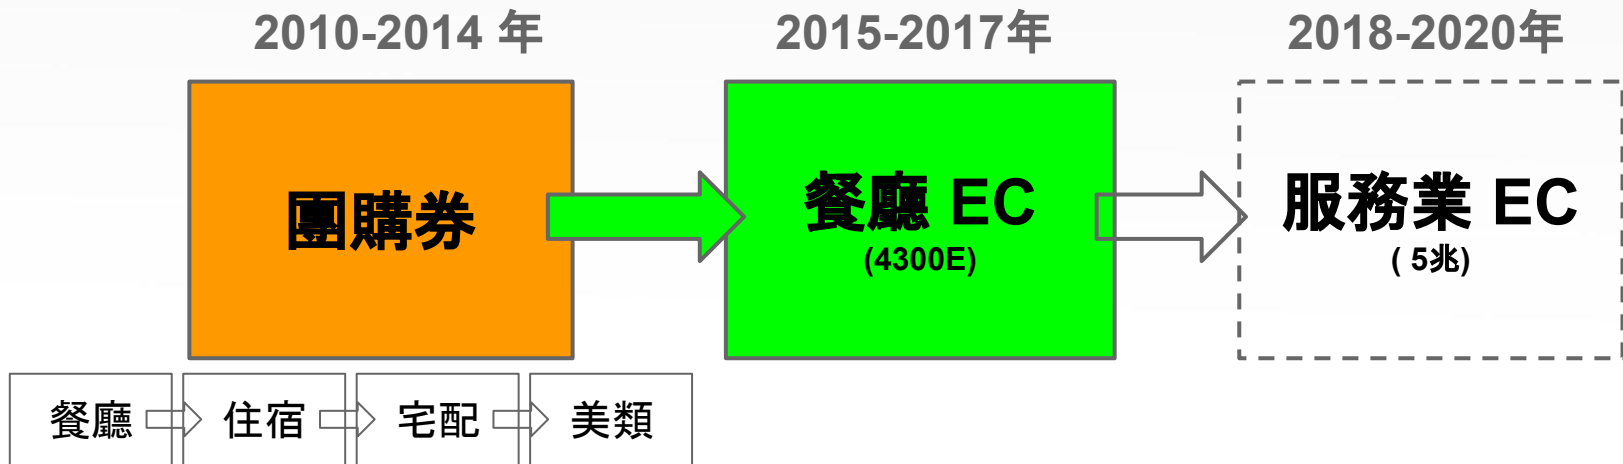 2010-2014 年
2015-2017年
2018-2020年
團購券
餐廳 EC
(4300E)
服務業 EC
( 5兆)
餐廳
住宿
宅配
美類